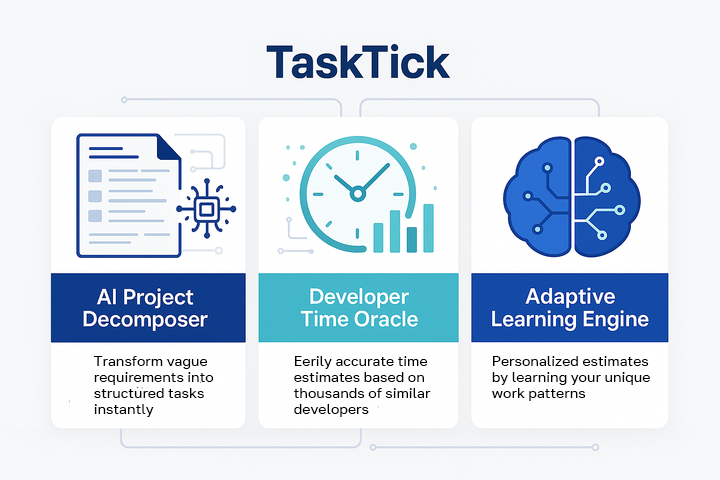 TaskTick
AI Project
Decomposer
Transform vague
requirements into
structured tasks
instantly
Developer
Time Oracle
Eerily accurate time
estimates based on
thousands of similar
developers
Adaptive
Learning Engine
Personalized estimates
by learning your unique
work patterns